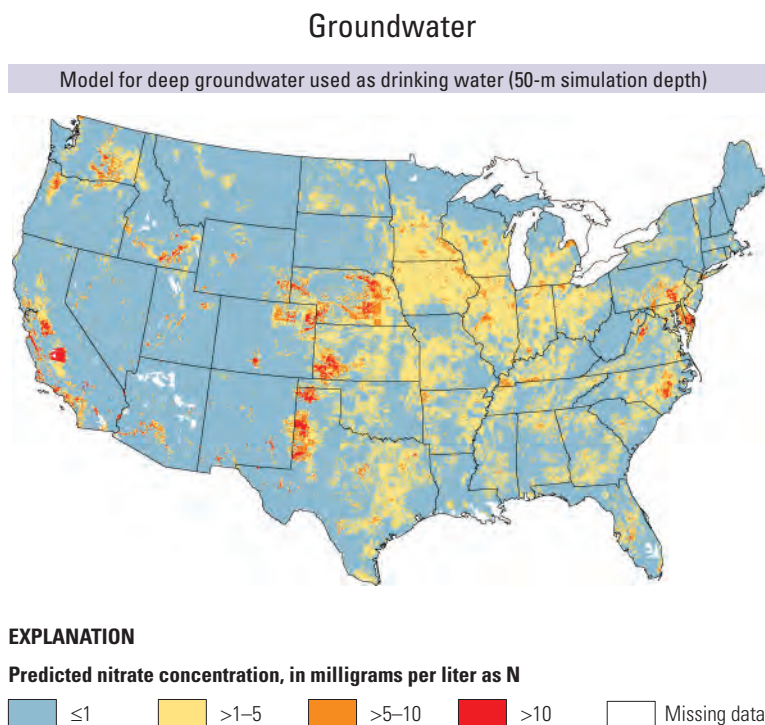 Groundwater
Model for deep groundwater used as drinking water (50-m simulation depth)
EXPLANATION
Predicted nitrate concentration, in milligrams per liter as N
≤1 >1–5 >5–10 >10 Missing data